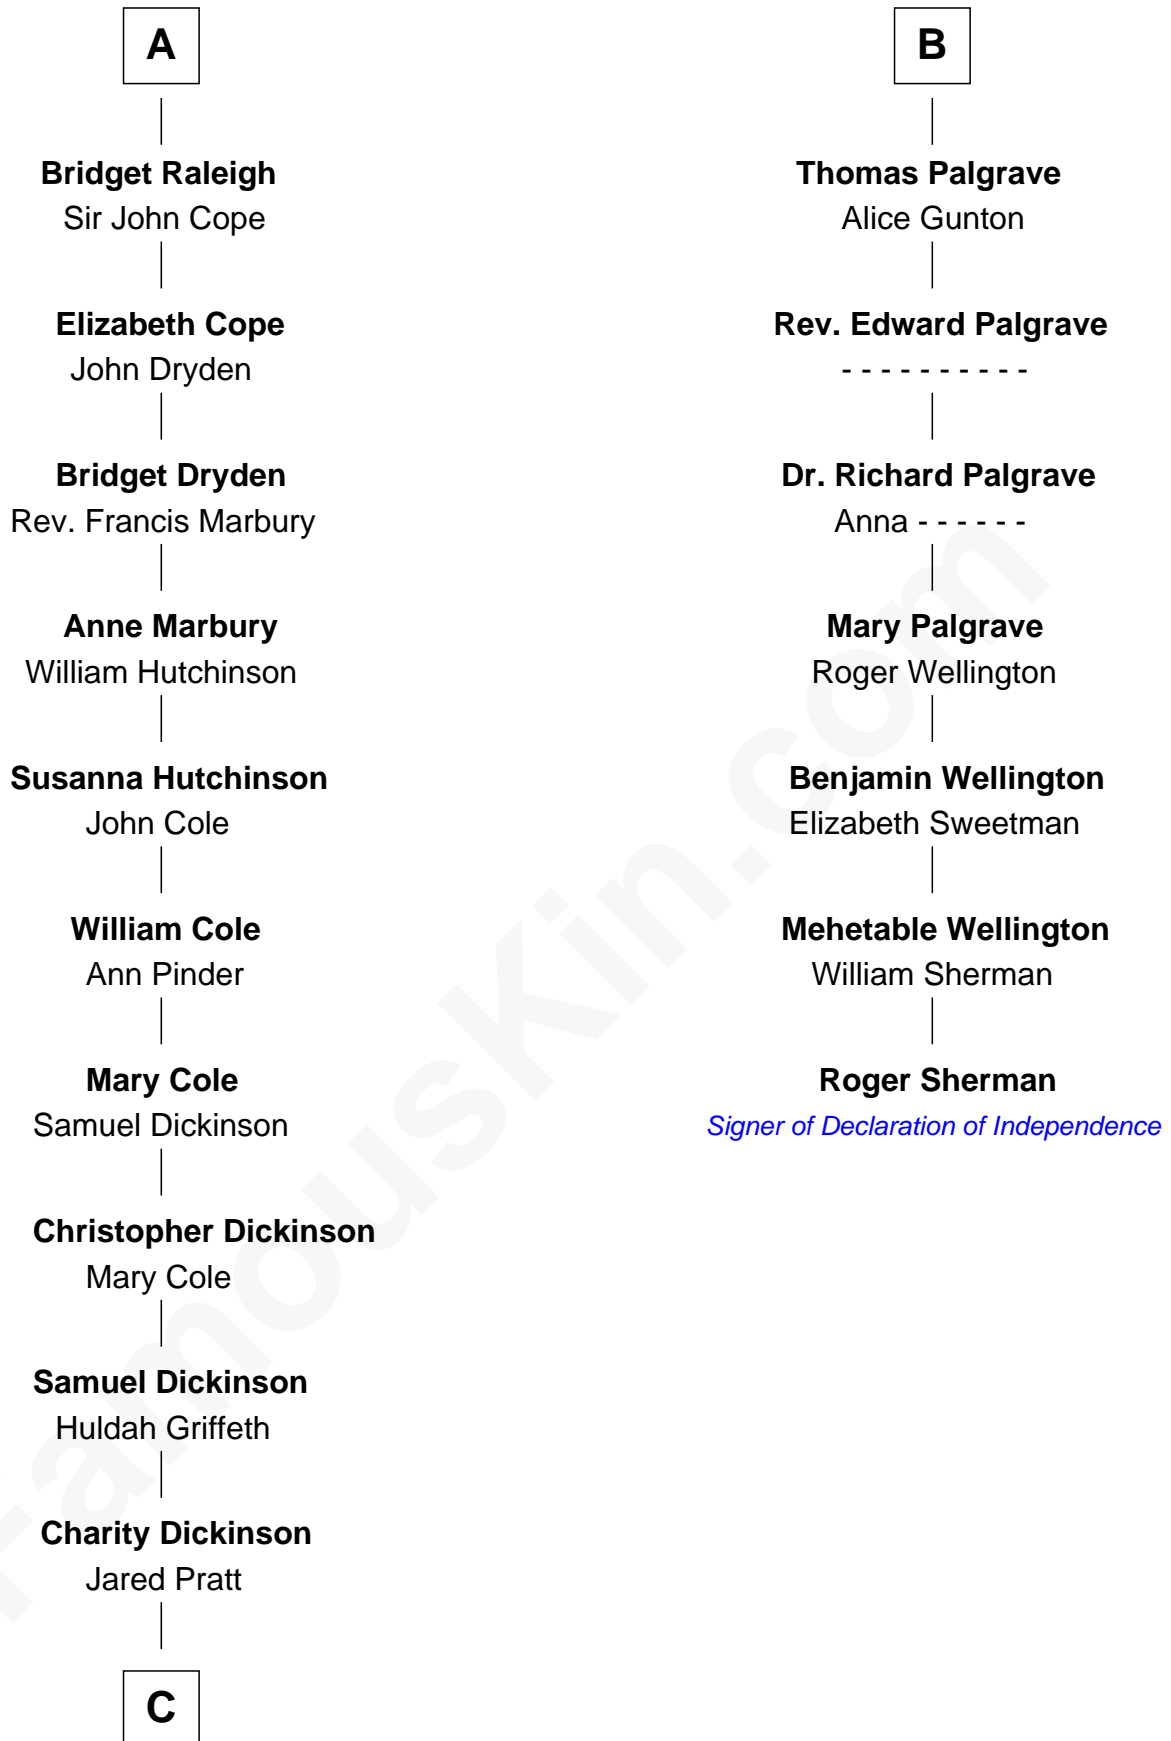 A
Bridget Raleigh
Sir John Cope
Elizabeth Cope
John Dryden
Bridget Dryden
Rev. Francis Marbury
Anne Marbury
William Hutchinson
Susanna Hutchinson
John Cole
William Cole
Ann Pinder
Mary Cole
Samuel Dickinson
Christopher Dickinson
Mary Cole
Samuel Dickinson
Huldah Griffeth
Charity Dickinson
Jared Pratt
C
B
Thomas Palgrave
Alice Gunton
Rev. Edward Palgrave
- - - - - - - - - -
Dr. Richard Palgrave
Anna - - - - - -
Mary Palgrave
Roger Wellington
Benjamin Wellington
Elizabeth Sweetman
Mehetable Wellington
William Sherman
Roger Sherman
Signer of Declaration of Independence
FamousKin.com